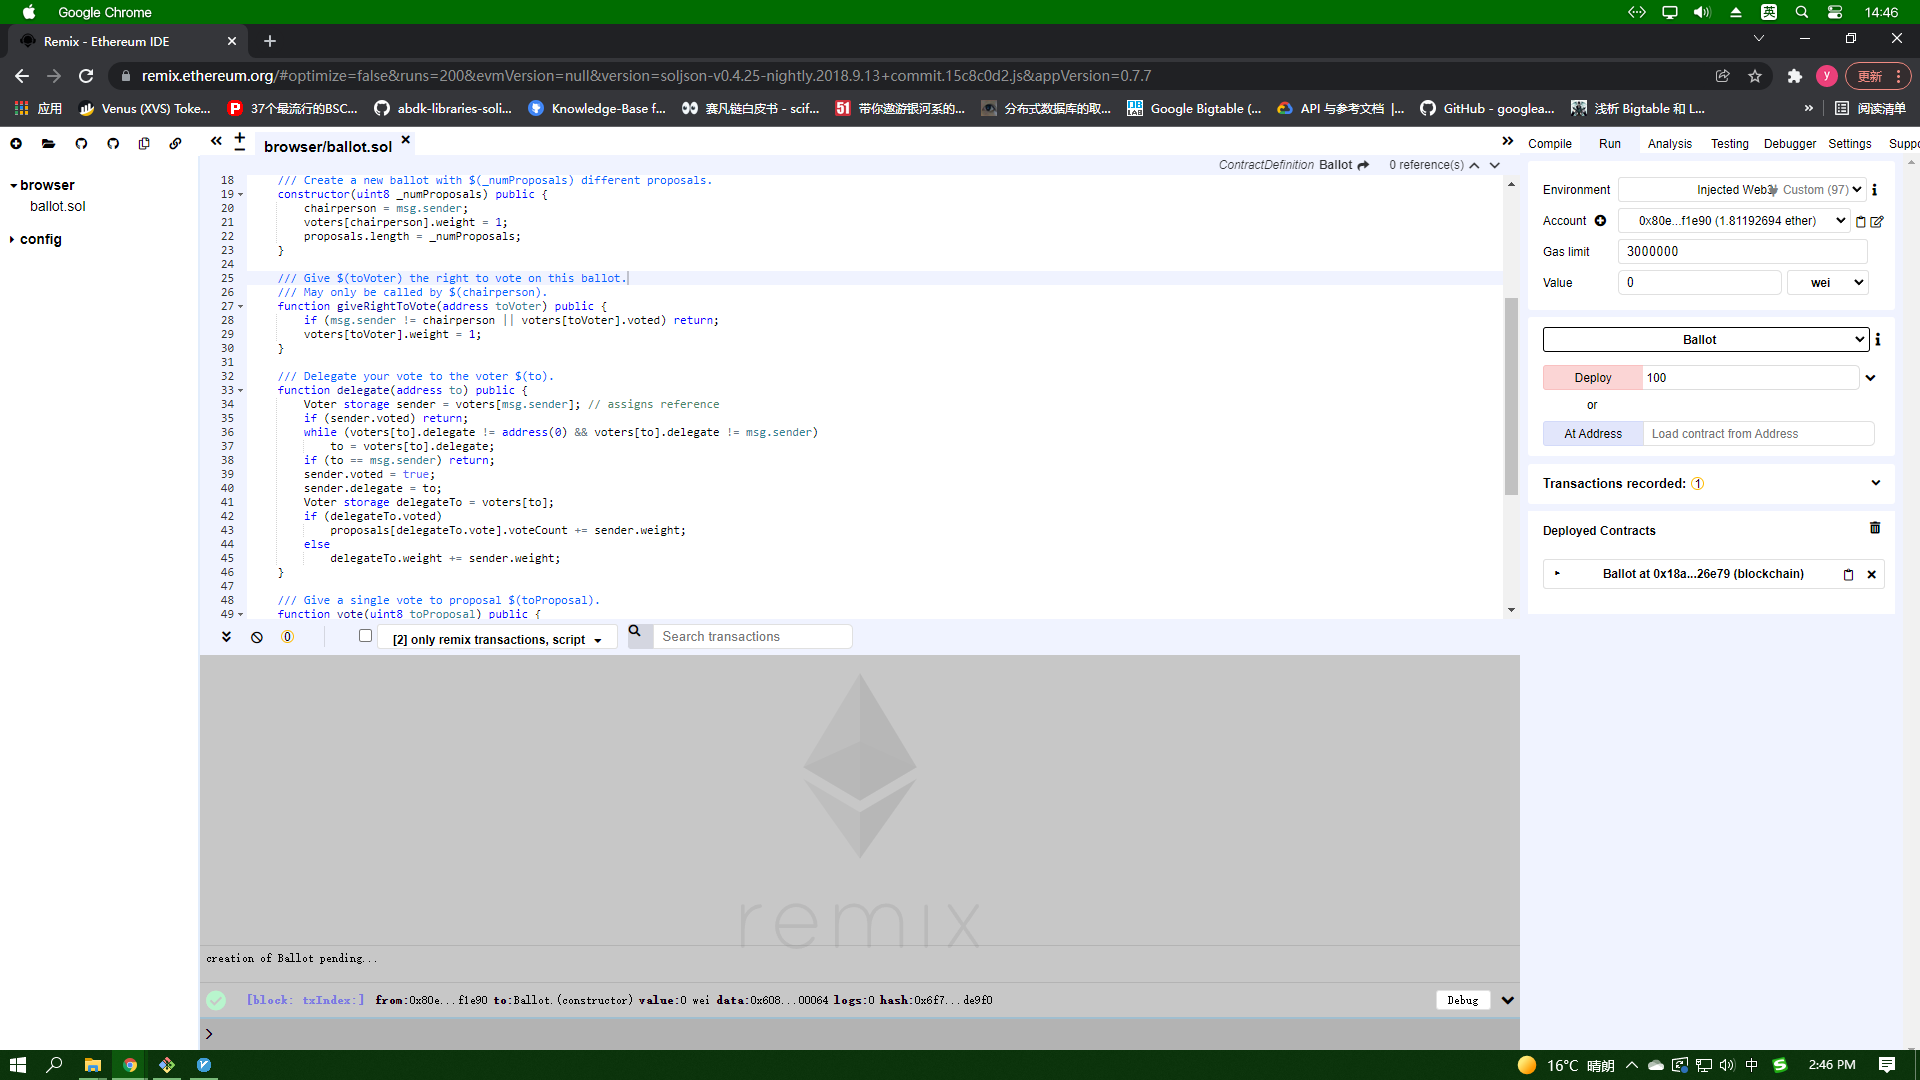 Google Chrome
英
14:46
Remix - Ethereum IDE
remix.ethereum.org/#optimize=false&runs=200&evmVersion=null&version=soljson-v0.4.25-nightly.2018.9.13+commit.15c8c0d2.js&appVersion=0.7.7
y
更新
应用
Venus (XVS) Toke...
37个最流行的BSC...
abdk-libraries-soli...
Knowledge-Base f...
赛凡链白皮书 - scif...
51
带你遨游银河系的...
分布式数据库的取...
Google Bigtable (...
API 与参考文档 |...
GitHub - googlea...
浅析 Bigtable 和 L...
»
阅读清单
browser/ballot.sol
Compile
Run
Analysis
Testing
Debugger
Settings
Suppo
browser
ballot.sol
config
ContractDefinition Ballot
0 reference(s)
18 /// Create a new ballot with $(_numProposals) different proposals.
19 constructor(uint8 _numProposals) public {
20 chairperson = msg.sender;
21 voters[chairperson].weight = 1;
22 proposals.length = _numProposals;
23 }
24
25 /// Give $(toVoter) the right to vote on this ballot.
26 /// May only be called by $(chairperson).
27 function giveRightToVote(address toVoter) public {
28 if (msg.sender != chairperson || voters[toVoter].voted) return;
29 voters[toVoter].weight = 1;
30 }
31
32 /// Delegate your vote to the voter $(to).
33 function delegate(address to) public {
34 Voter storage sender = voters[msg.sender]; // assigns reference
35 if (sender.voted) return;
36 while (voters[to].delegate != address(0) && voters[to].delegate != msg.sender)
37 to = voters[to].delegate;
38 if (to == msg.sender) return;
39 sender.voted = true;
40 sender.delegate = to;
41 Voter storage delegateTo = voters[to];
42 if (delegateTo.voted)
43 proposals[delegateTo.vote].voteCount += sender.weight;
44 else
45 delegateTo.weight += sender.weight;
46 }
47
48 /// Give a single vote to proposal $(toProposal).
49 function vote(uint8 toProposal) public {
Environment
Injected Web3
Custom (97)
Account
0x80e...f1e90 (1.81192694 ether)
Gas limit
3000000
Value
0
wei
Ballot
Deploy
100
or
At Address
Load contract from Address
Transactions recorded: 1
Deployed Contracts
Ballot at 0x18a...26e79 (blockchain)
0
[2] only remix transactions, script
Search transactions
remix
creation of Ballot pending...
[block: txIndex:] from:0x80e...f1e90 to:Ballot.(constructor) value:0 wei data:0x608...00064 logs:0 hash:0x6f7...de9f0
Debug
>
16°C 晴朗
中
2:46 PM